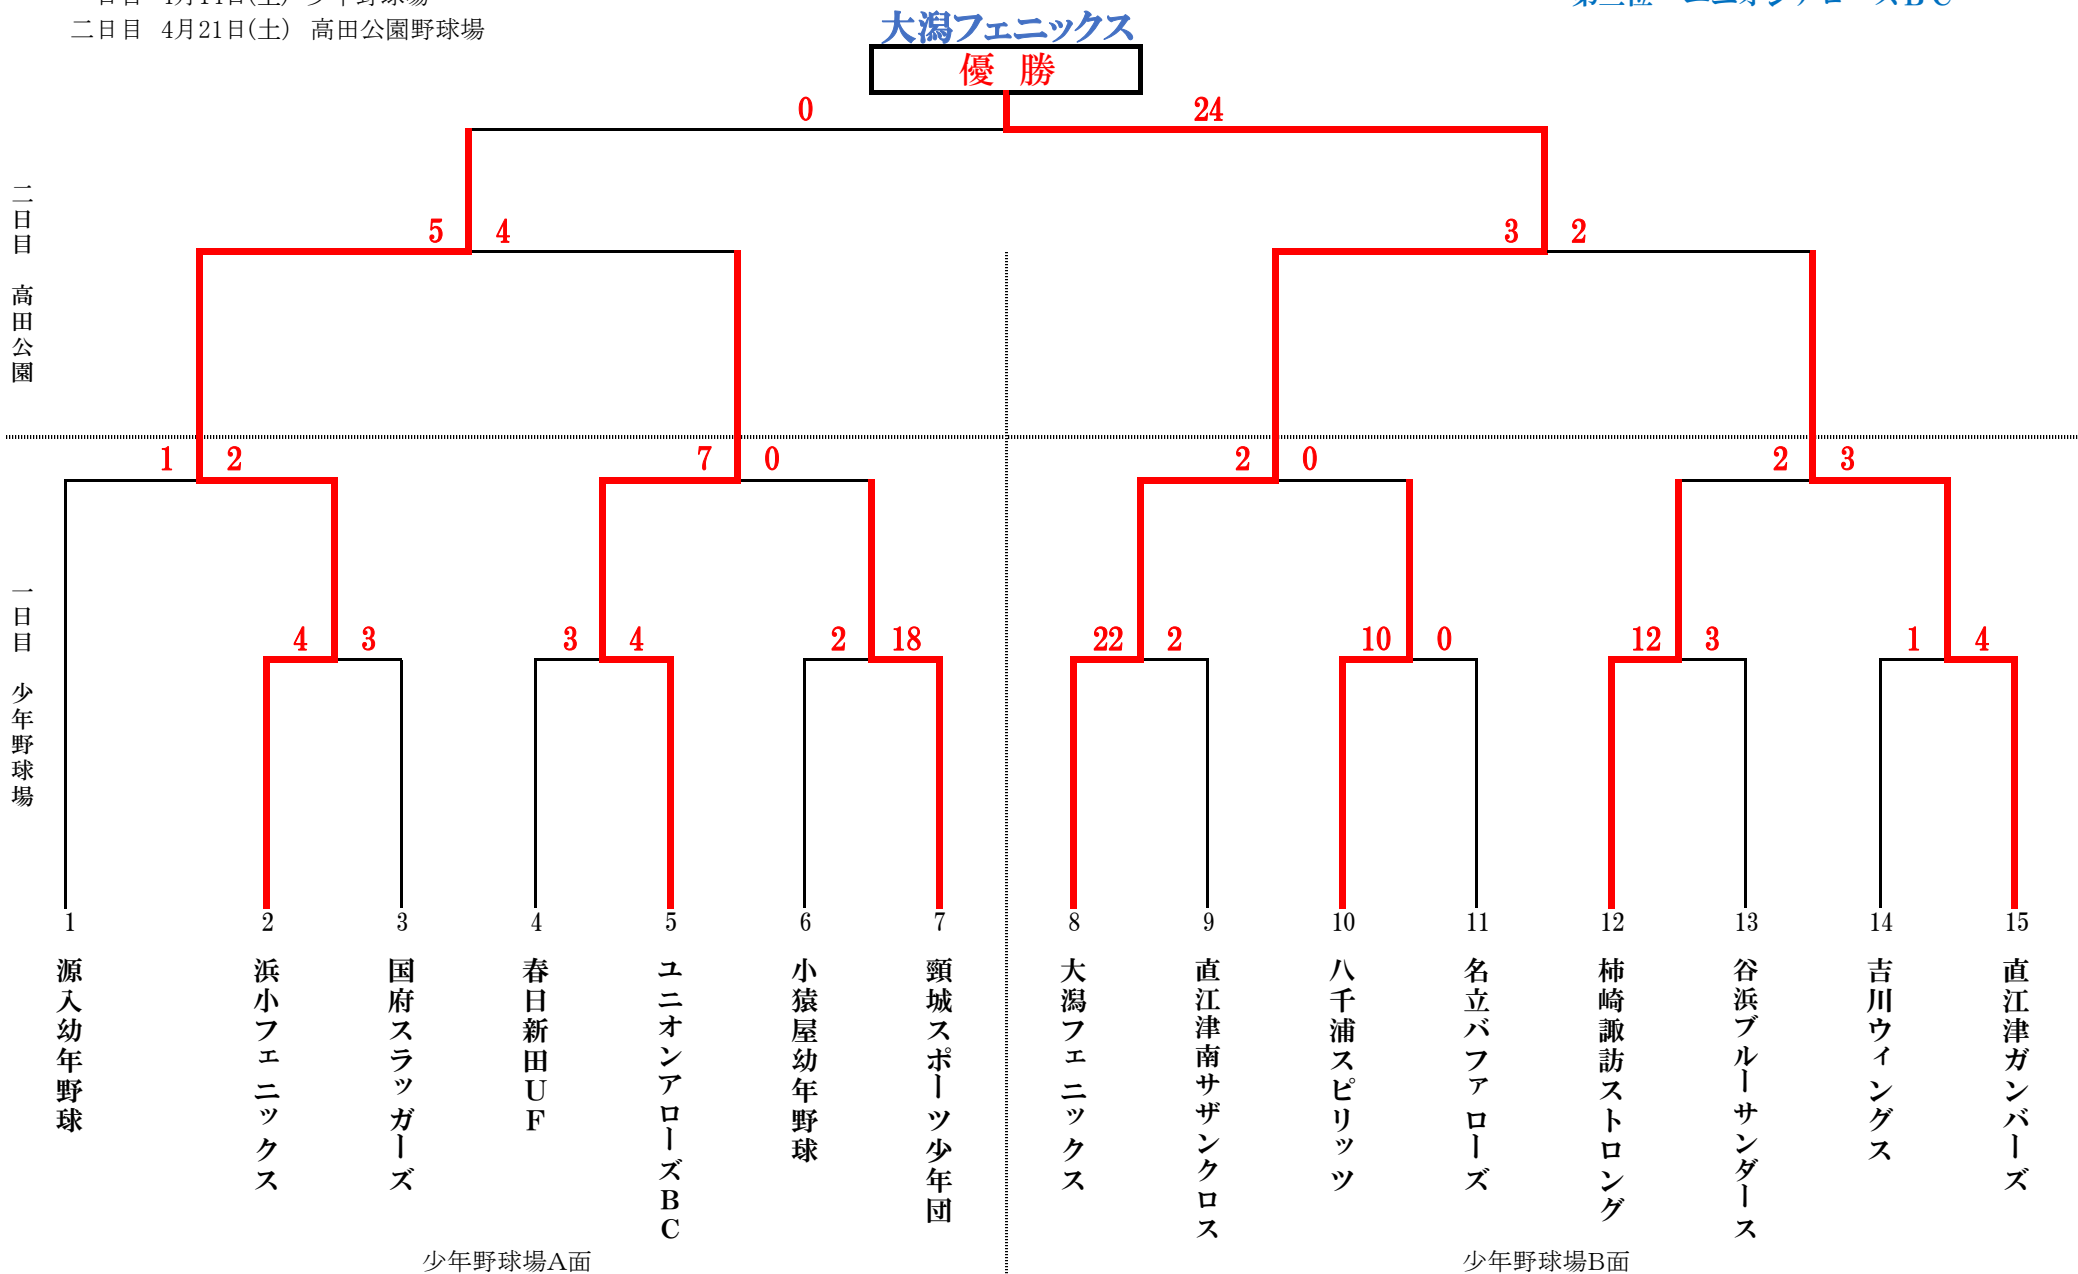 二日目 4月21日(土) 高田公園野球場
大潟フェニックス
優 勝
0 24
5 4 3 2
二日目 高田公園
1 2 7 0 2 0 2 3
一日目 少年野球場
4 3 3 4 2 18 22 2 10 0 12 3 1 4
1 2 3 4 5 6 7 8 9 10 11 12 13 14 15
源入幼年野球
浜小フェニックス
国府スラッガーズ
春日新田UF
ユニオンアローズBC
小猿屋幼年野球
頸城スポーツ少年団
大潟フェニックス
直江津南サザンクロス
八千浦スピリッツ
名立バファローズ
柿崎諏訪ストロング
谷浜ブルーサンダース
吉川ウィングス
直江津ガンバーズ
少年野球場A面 少年野球場B面